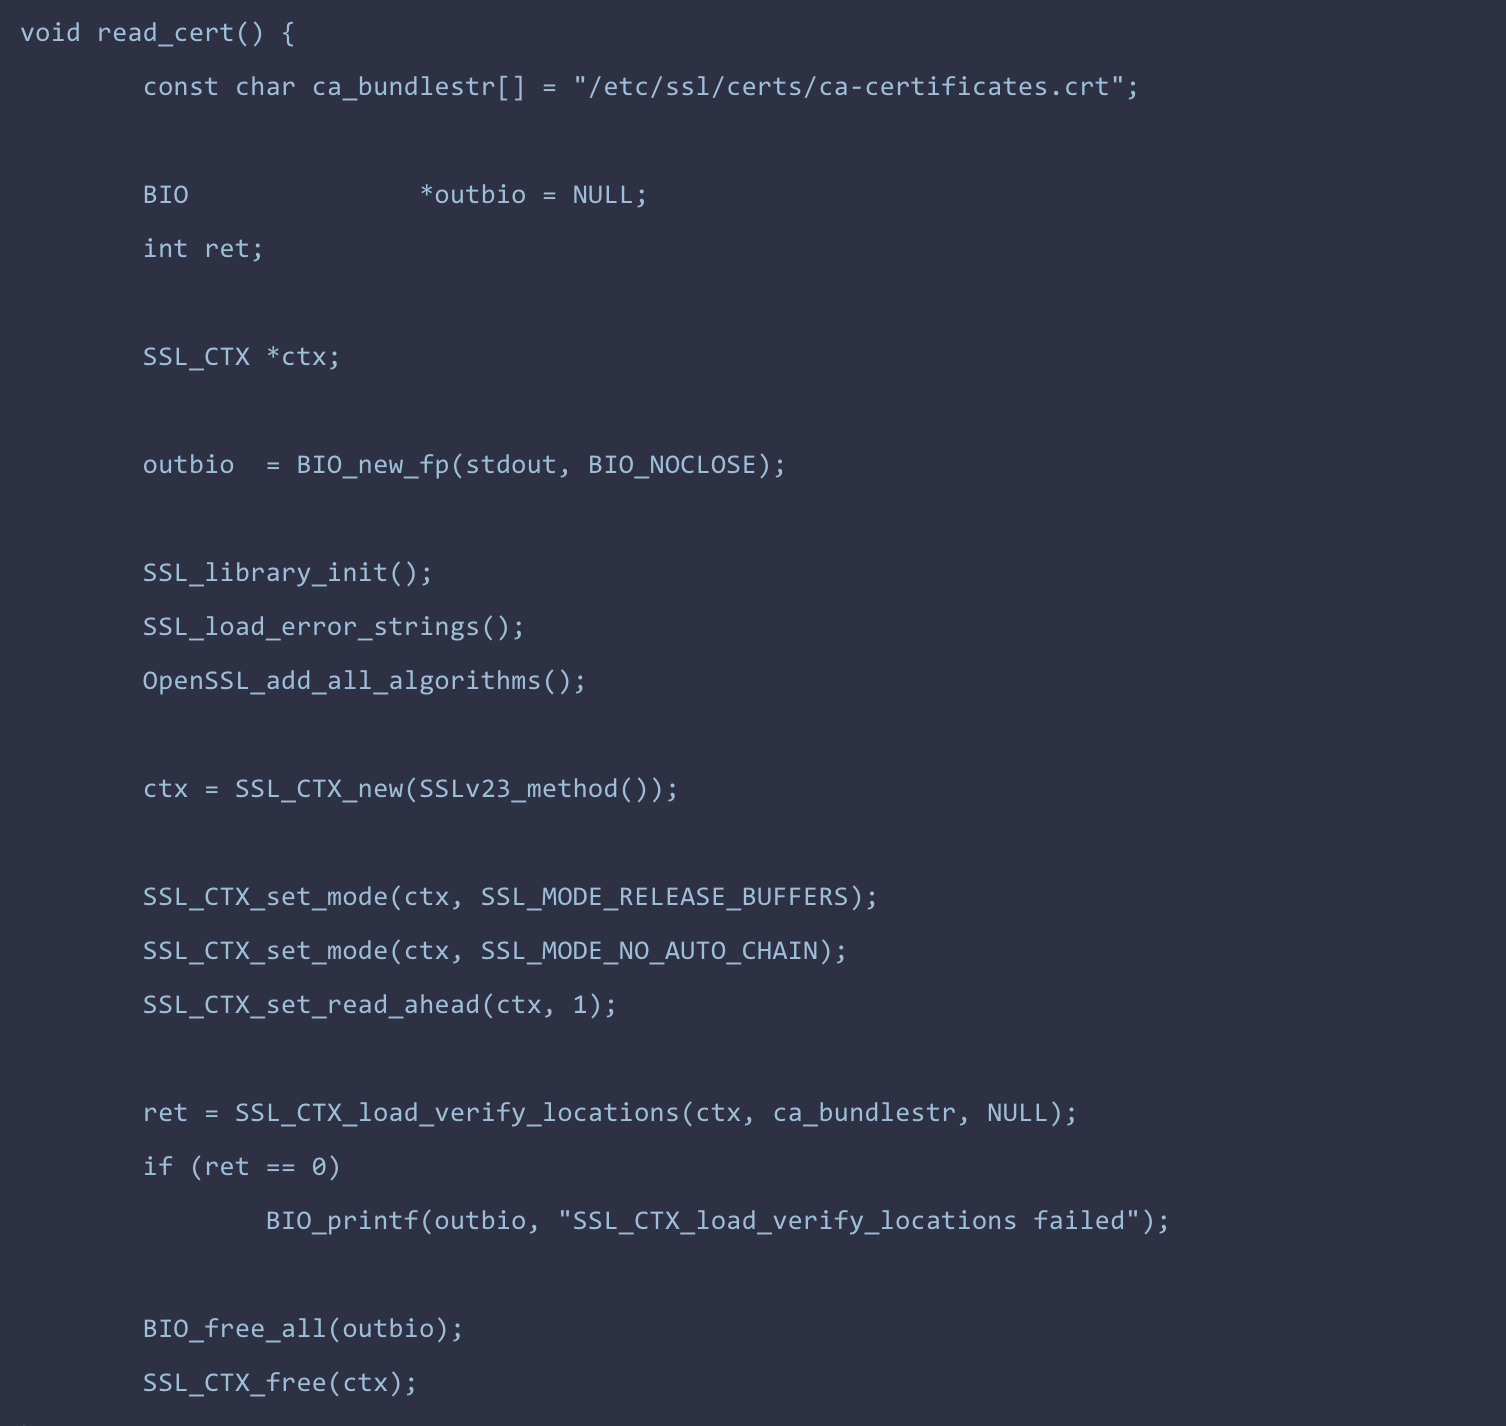 void read_cert() {
        const char ca_bundlestr[] = "/etc/ssl/certs/ca-certificates.crt";
        BIO               *outbio = NULL;
        int ret;
        SSL_CTX *ctx;
        outbio  = BIO_new_fp(stdout, BIO_NOCLOSE);
        SSL_library_init();
        SSL_load_error_strings();
        OpenSSL_add_all_algorithms();
        ctx = SSL_CTX_new(SSLv23_method());
        SSL_CTX_set_mode(ctx, SSL_MODE_RELEASE_BUFFERS);
        SSL_CTX_set_mode(ctx, SSL_MODE_NO_AUTO_CHAIN);
        SSL_CTX_set_read_ahead(ctx, 1);
        ret = SSL_CTX_load_verify_locations(ctx, ca_bundlestr, NULL);
        if (ret == 0)
                BIO_printf(outbio, "SSL_CTX_load_verify_locations failed");
        BIO_free_all(outbio);
        SSL_CTX_free(ctx);